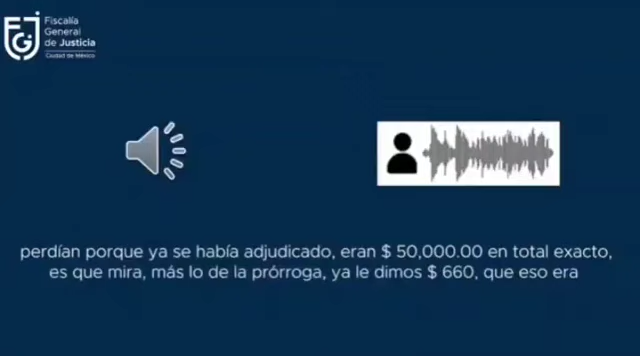 Fiscalía
General
de Justicia
Ciudad de México
perdían porque ya se había adjudicado, eran $ 50,000.00 en total exacto,
es que mira, más lo de la prórroga, ya le dimos $ 660, que eso era